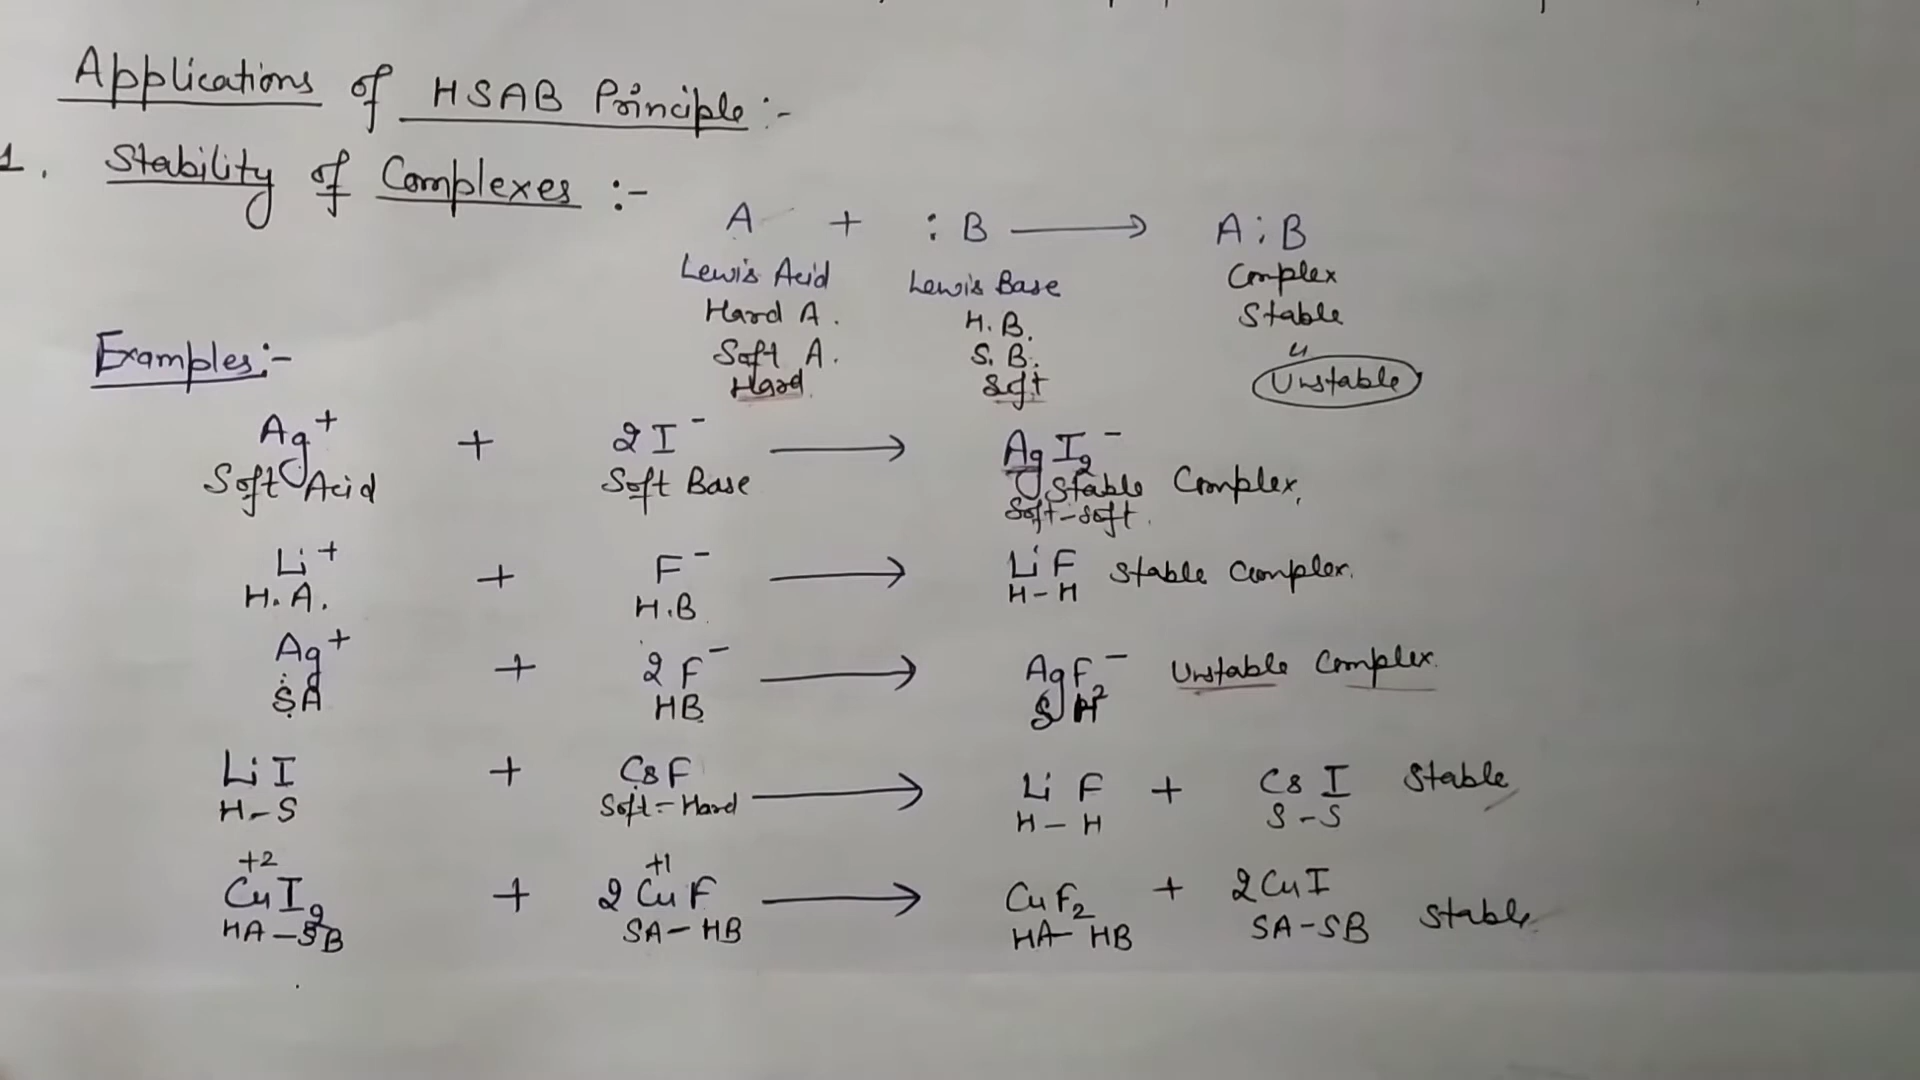 Applications of HSAB Principle :-
1. Stability of Complexes :-
A + :B ⟶ A:B
Lewis Acid Lewis Base Complex
Hard A. H.B. Stable
Soft A. S.B. "
Hard Soft Unstable
Examples:-
Ag⁺ + 2I⁻ ⟶ AgI₂⁻
Soft Acid Soft Base Stable Complex,
Soft-soft.
Li⁺ + F⁻ ⟶ LiF Stable Complex.
H.A. H.B H-H
Ag⁺ + 2F⁻ ⟶ AgF₂⁻ Unstable Complex.
SA HB S H
LiI + CsF ⟶ LiF + CsI Stable
H-S Soft-Hard H-H S-S
+2 +1
CuI₂ + 2CuF ⟶ CuF₂ + 2CuI
HA-SB SA-HB HA-HB SA-SB Stable